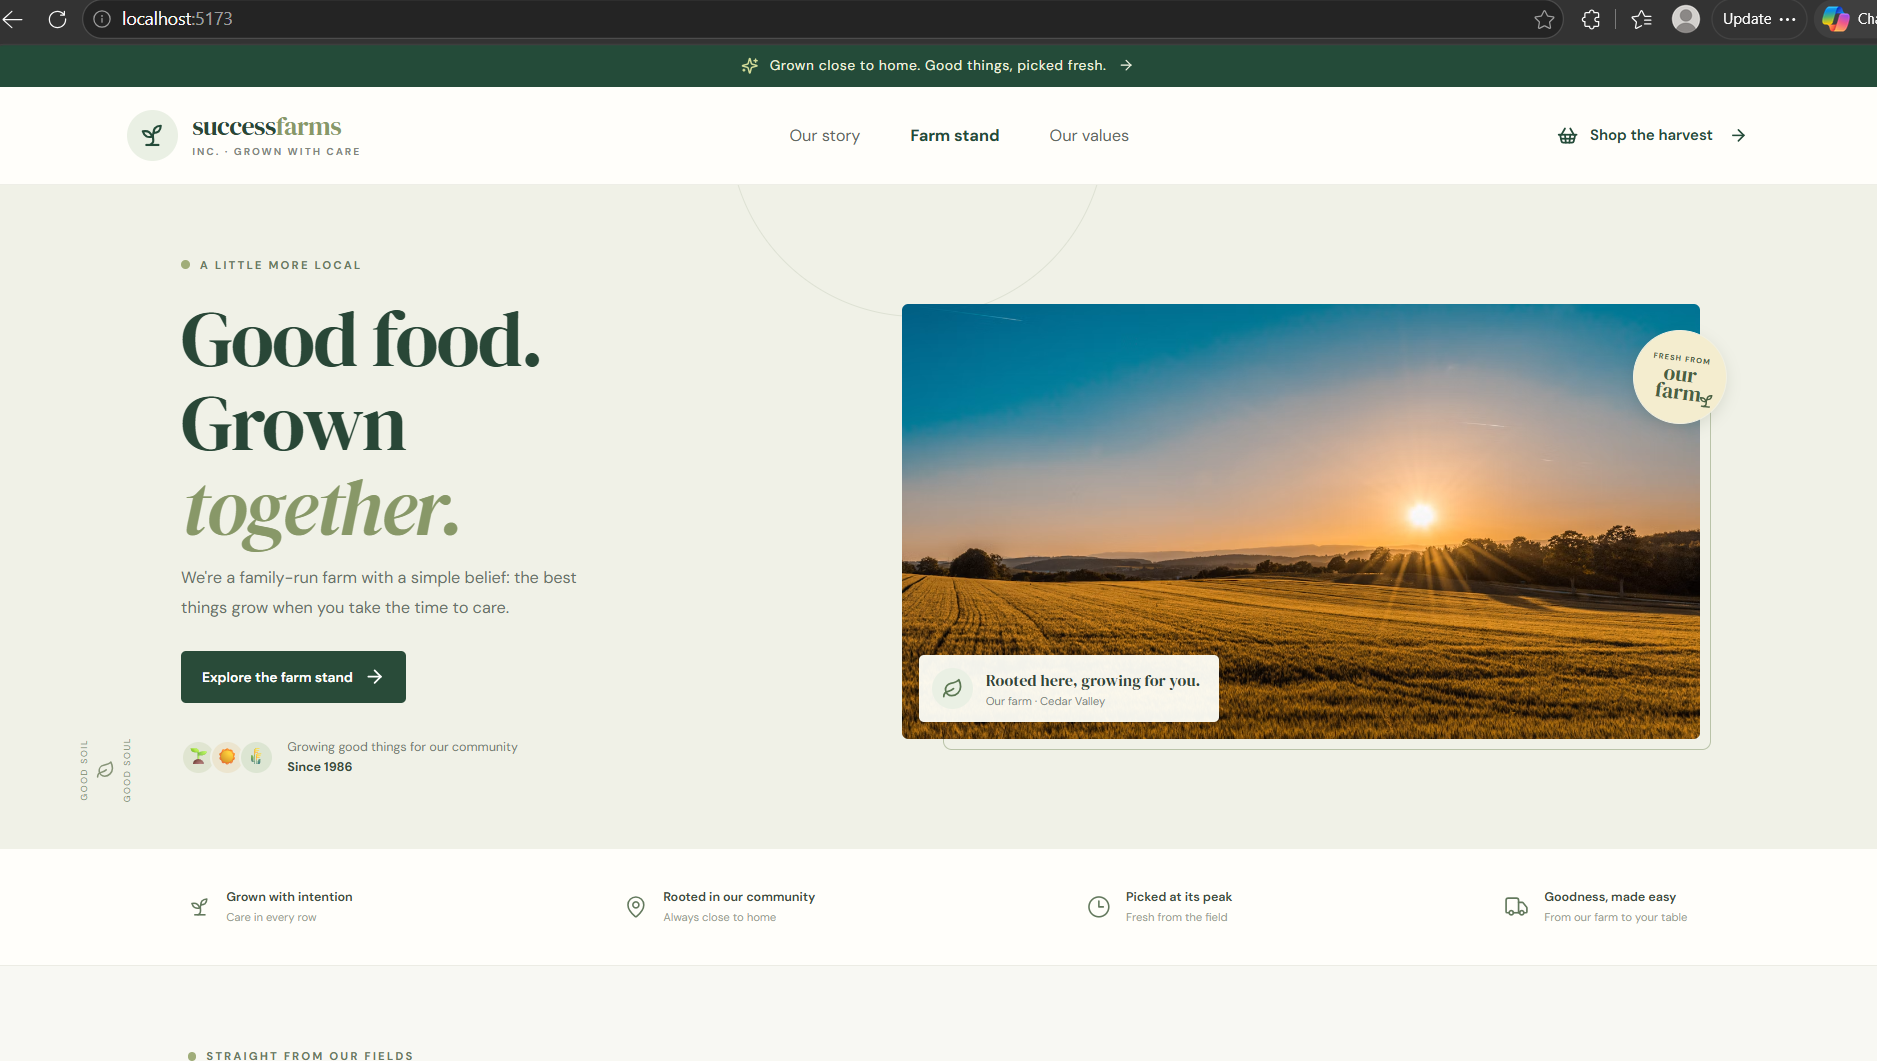 localhost:5173
Update
Cha
Grown close to home. Good things, picked fresh.
successfarms
INC. · GROWN WITH CARE
Our story
Farm stand
Our values
Shop the harvest
A LITTLE MORE LOCAL
Good food.
Grown
together.
We're a family-run farm with a simple belief: the best
things grow when you take the time to care.
Explore the farm stand
GOOD SOIL
GOOD SOUL
Growing good things for our community
Since 1986
FRESH FROM
our
farm
Rooted here, growing for you.
Our farm · Cedar Valley
Grown with intention
Care in every row
Rooted in our community
Always close to home
Picked at its peak
Fresh from the field
Goodness, made easy
From our farm to your table
STRAIGHT FROM OUR FIELDS